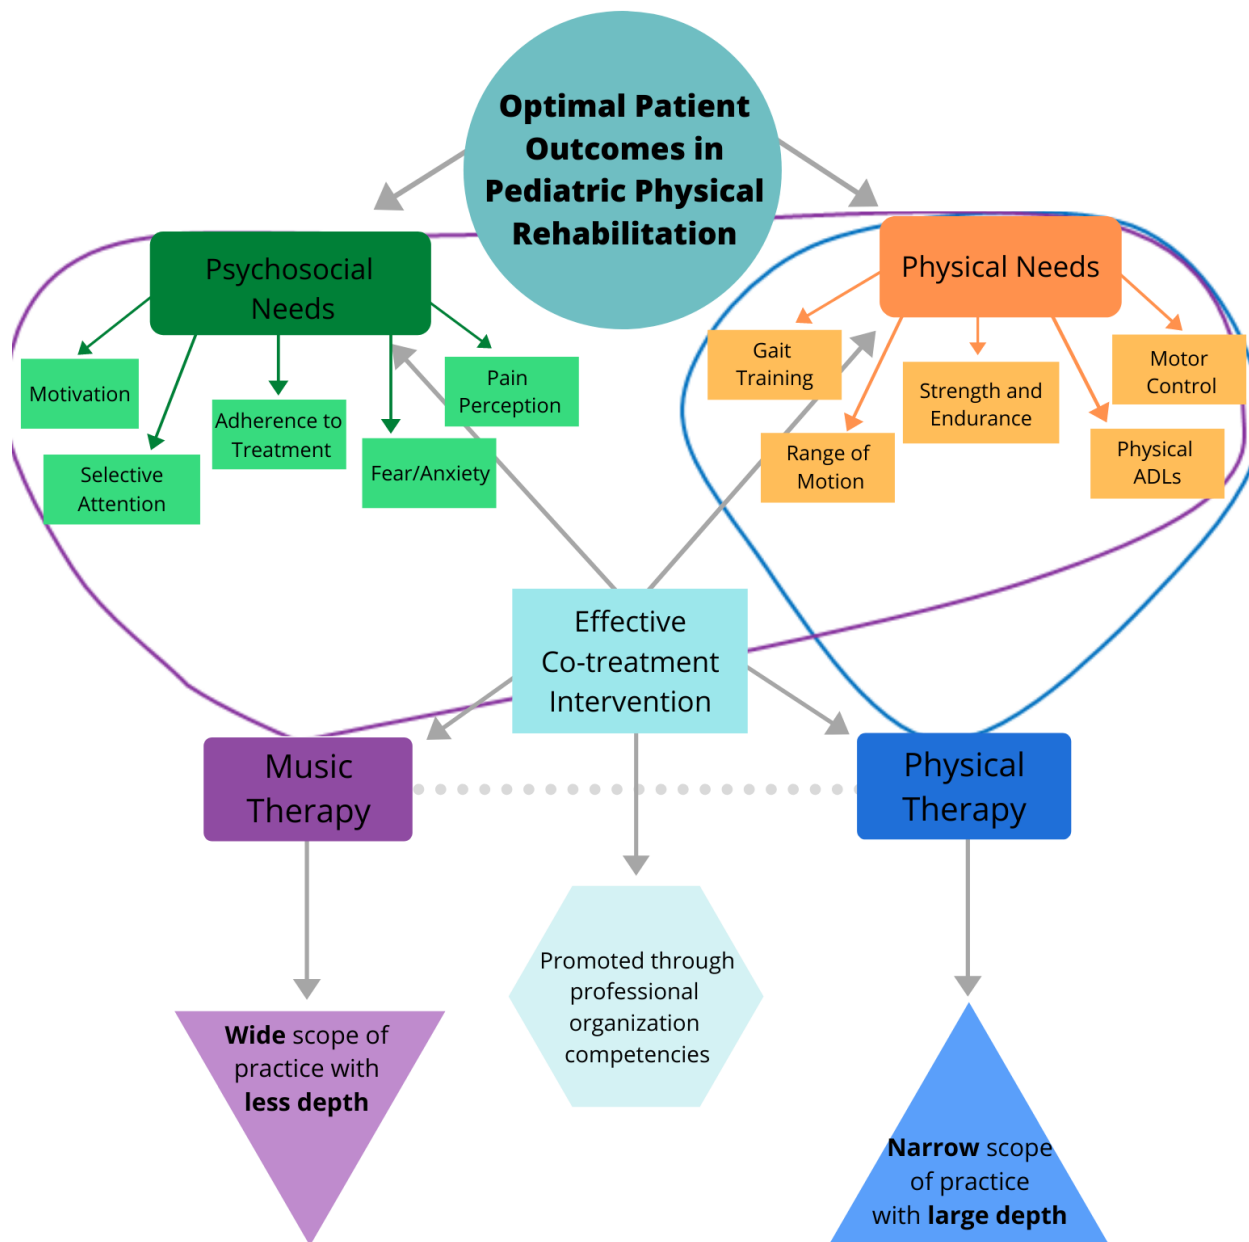 Optimal Patient
Outcomes in
Pediatric Physical
Rehabilitation
Psychosocial
Needs
Physical Needs
Motivation
Selective
Attention
Adherence to
Treatment
Fear/Anxiety
Pain
Perception
Gait
Training
Range of
Motion
Strength and
Endurance
Physical
ADLs
Motor
Control
Effective
Co-treatment
Intervention
Music
Therapy
Physical
Therapy
Wide scope of
practice with
less depth
Promoted through
professional
organization
competencies
Narrow scope
of practice
with large depth